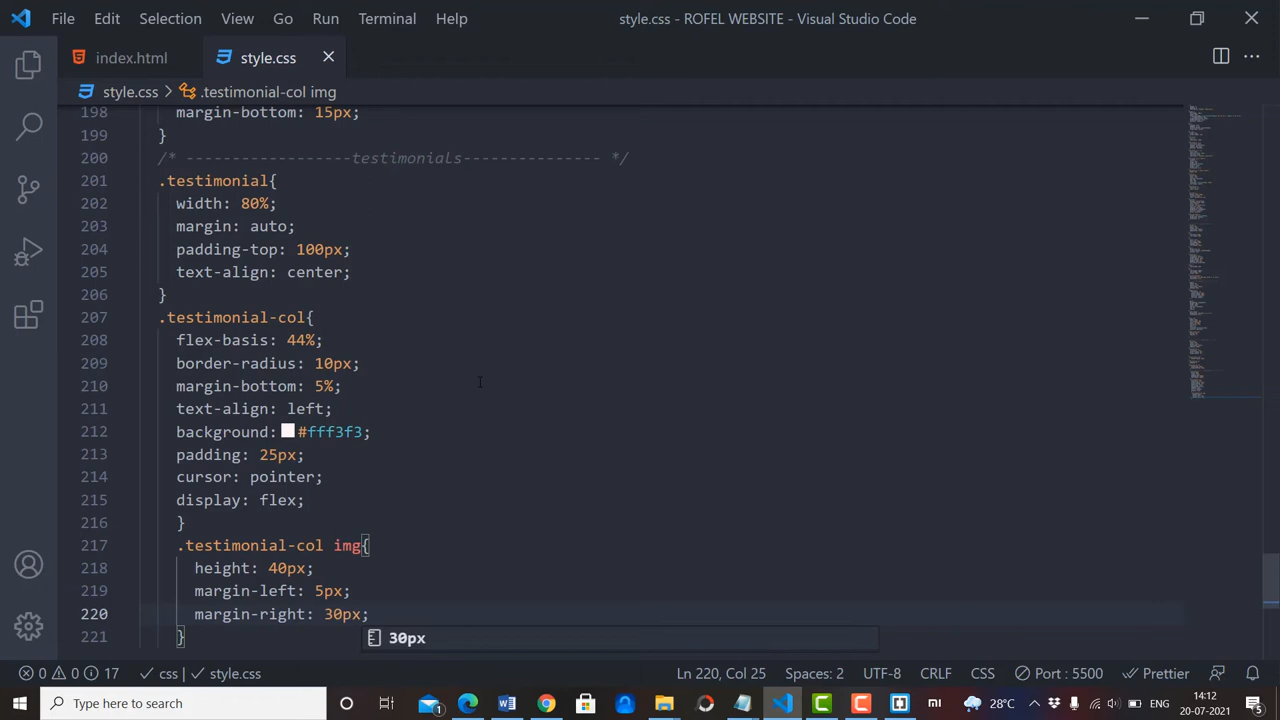 File Edit Selection View Go Run Terminal Help style.css - ROFEL WEBSITE - Visual Studio Code
index.html style.css
style.css .testimonial-col img
198 margin-bottom: 15px;
199 }
200 /* ------------------testimonials--------------- */
201 .testimonial{
202 width: 80%;
203 margin: auto;
204 padding-top: 100px;
205 text-align: center;
206 }
207 .testimonial-col{
208 flex-basis: 44%;
209 border-radius: 10px;
210 margin-bottom: 5%;
211 text-align: left;
212 background: #fff3f3;
213 padding: 25px;
214 cursor: pointer;
215 display: flex;
216 }
217 .testimonial-col img{
218 height: 40px;
219 margin-left: 5px;
220 margin-right: 30px;
221 }
30px
0 0 17 css style.css Ln 220, Col 25 Spaces: 2 UTF-8 CRLF CSS Port : 5500 Prettier
Type here to search 1 28°C ENG 14:12
20-07-2021 5